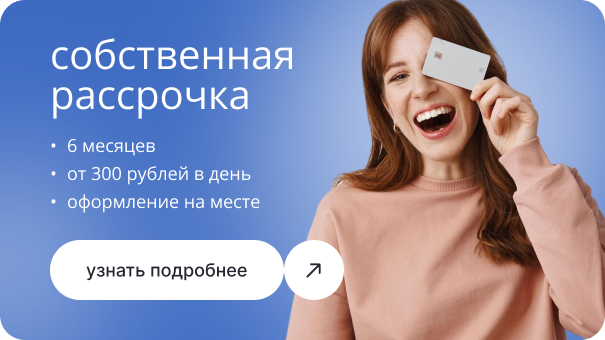 собственная
рассрочка
• 6 месяцев
• от 300 рублей в день
• оформление на месте
узнать подробнее